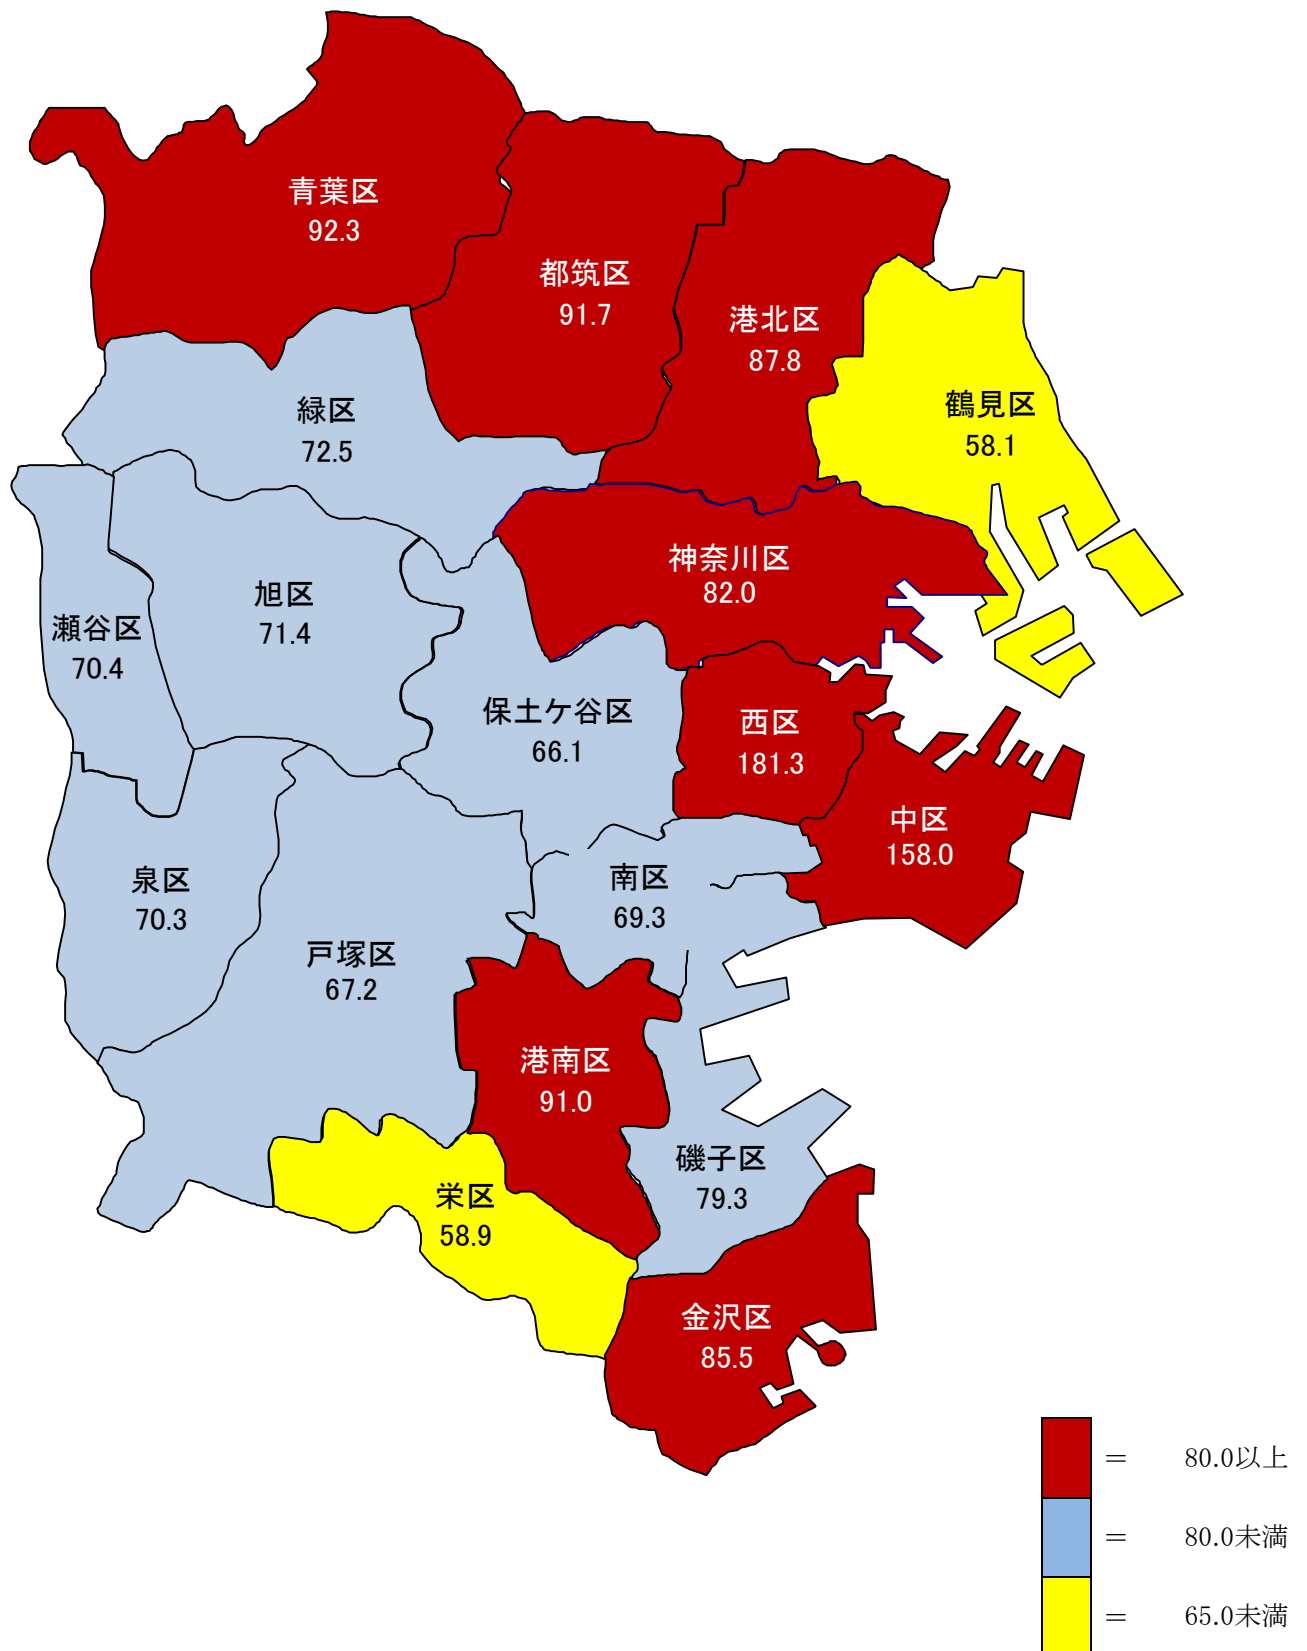 青葉区
92.3
都筑区
91.7
港北区
87.8
鶴見区
58.1
緑区
72.5
神奈川区
82.0
旭区
71.4
瀬谷区
70.4
保土ケ谷区
66.1
西区
181.3
中区
158.0
泉区
70.3
南区
69.3
戸塚区
67.2
港南区
91.0
磯子区
79.3
栄区
58.9
金沢区
85.5
＝ 80.0以上
＝ 80.0未満
＝ 65.0未満